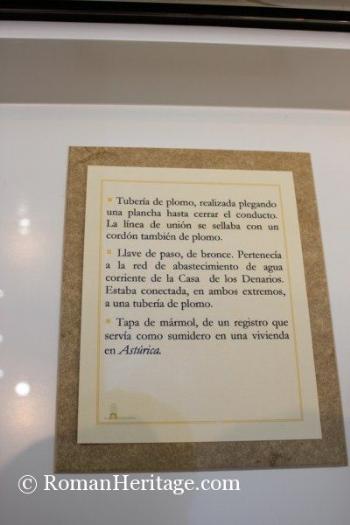 Tubería de plomo, realizada plegando
una plancha hasta cerrar el conducto.
La línea de unión se sellaba con un
cordón también de plomo.
Llave de paso, de bronce. Pertenecía
a la red de abastecimiento de agua
corriente de la Casa de los Denarios.
Estaba conectada, en ambos extremos,
a una tubería de plomo.
Tapa de mármol, de un registro que
servía como sumidero en una vivienda
en Astúrica.
© RomanHeritage.com